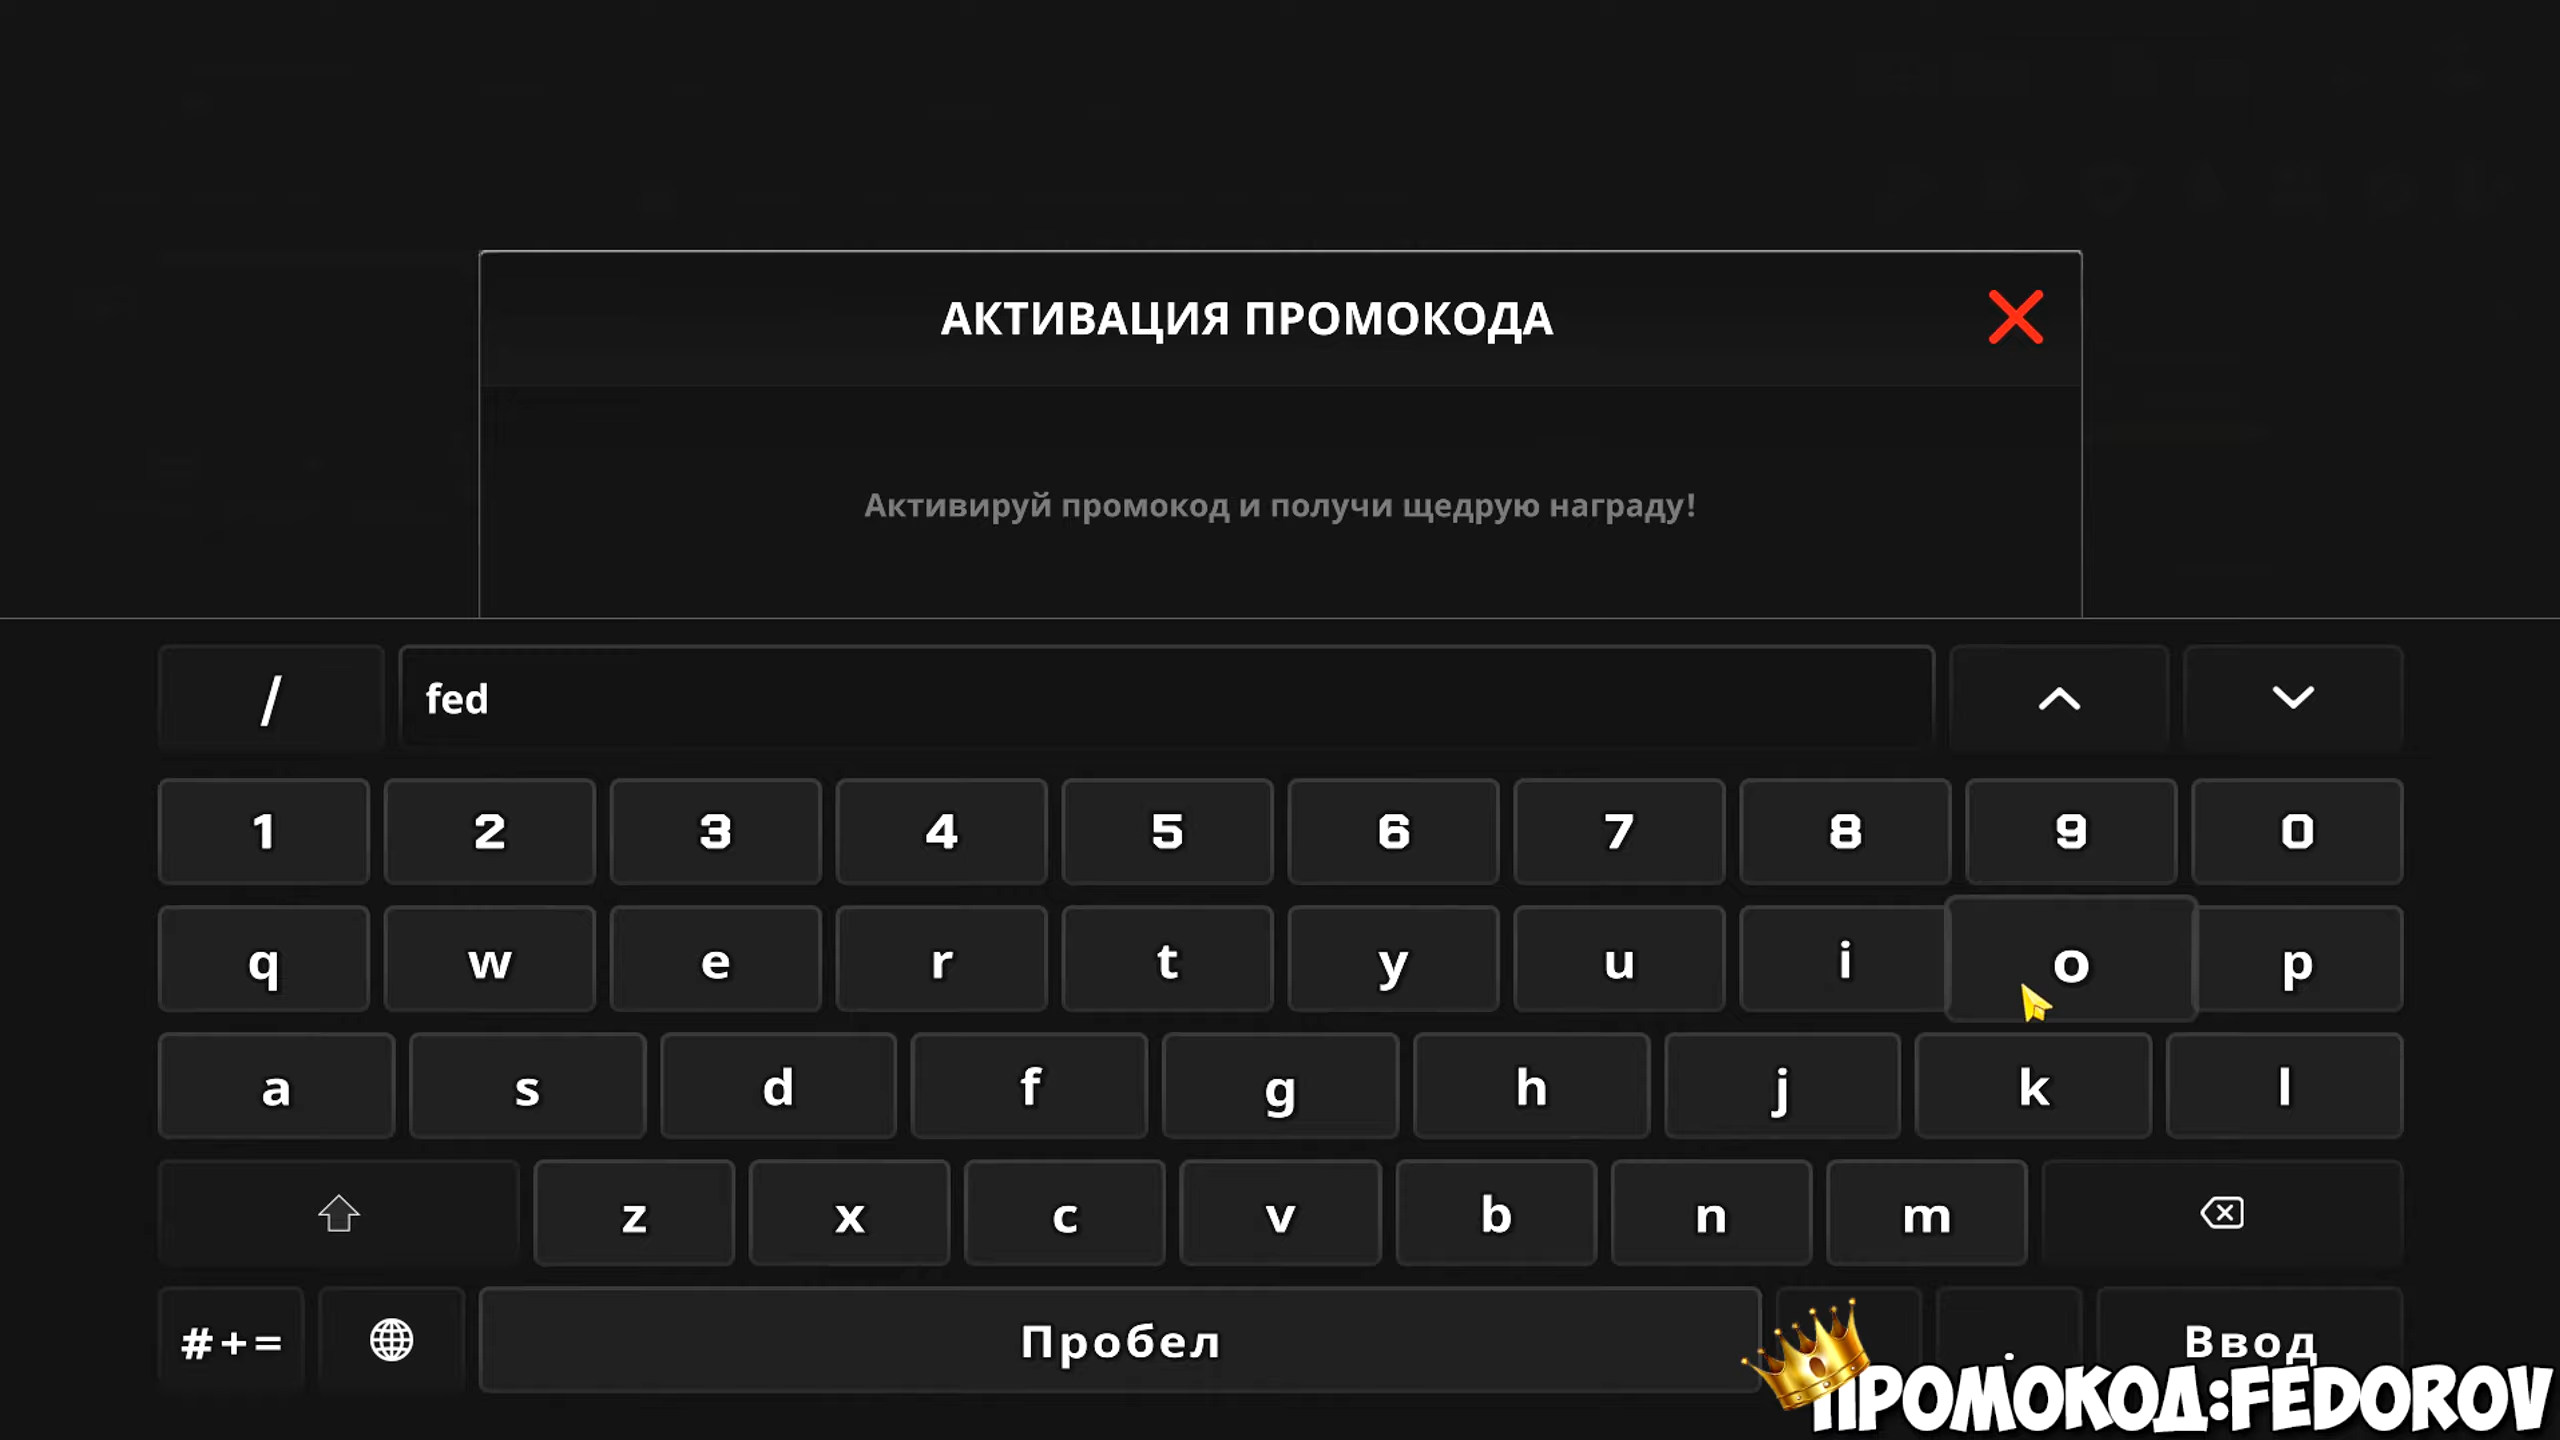 АКТИВАЦИЯ ПРОМОКОДА
Активируй промокод и получи щедрую награду!
/ fed
1 2 3 4 5 6 7 8 9 0
q w e r t y u i o p
a s d f g h j k l
z x c v b n m
#+= Пробел . Ввод
ПРОМОКОД:FEDOROV